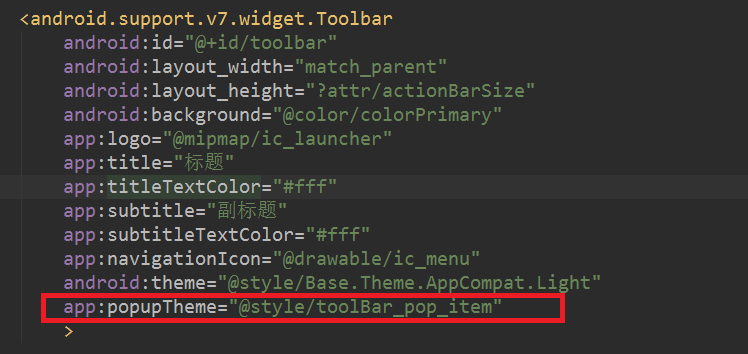 <android.support.v7.widget.Toolbar
android:id="@+id/toolbar"
android:layout_width="match_parent"
android:layout_height="?attr/actionBarSize"
android:background="@color/colorPrimary"
app:logo="@mipmap/ic_launcher"
app:title="标题"
app:titleTextColor="#fff"
app:subtitle="副标题"
app:subtitleTextColor="#fff"
app:navigationIcon="@drawable/ic_menu"
android:theme="@style/Base.Theme.AppCompat.Light"
app:popupTheme="@style/toolBar_pop_item"
>